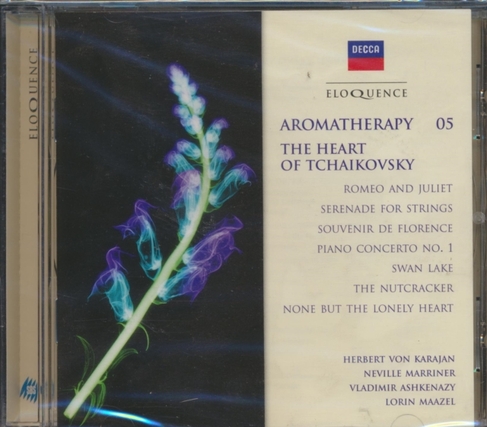 ELOQUENCE
DECCA
ELOQUENCE
AROMATHERAPY 05
THE HEART
OF TCHAIKOVSKY
ROMEO AND JULIET
SERENADE FOR STRINGS
SOUVENIR DE FLORENCE
PIANO CONCERTO NO. 1
SWAN LAKE
THE NUTCRACKER
NONE BUT THE LONELY HEART
HERBERT VON KARAJAN
NEVILLE MARRINER
VLADIMIR ASHKENAZY
LORIN MAAZEL